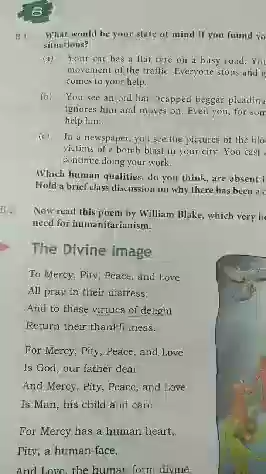 8
B.1. What would be your state of mind if you found yo
situations?
(a) Your car has a flat tyre on a busy road. You
movement of the traffic. Everyone stops and
comes to your help.
(b) You see an old handicapped beggar pleading
ignores him and moves on. Even you, for som
help him.
(c) In a newspaper, you see the pictures of the blo
victims of a bomb blast in your city. You cast
continue doing your work.
Which human qualities, do you think, are absent i
Hold a brief class discussion on why there has been a
B.2. Now read this poem by William Blake, which very be
need for humanitarianism.
The Divine Image
To Mercy, Pity, Peace, and Love
All pray in their distress,
And to these virtues of delight
Return their thankfulness.
For Mercy, Pity, Peace, and Love
Is God, our father dear
And Mercy, Pity, Peace, and Love
Is Man, his child and care
For Mercy has a human heart,
Pity, a human face,
And Love, the human form divine,